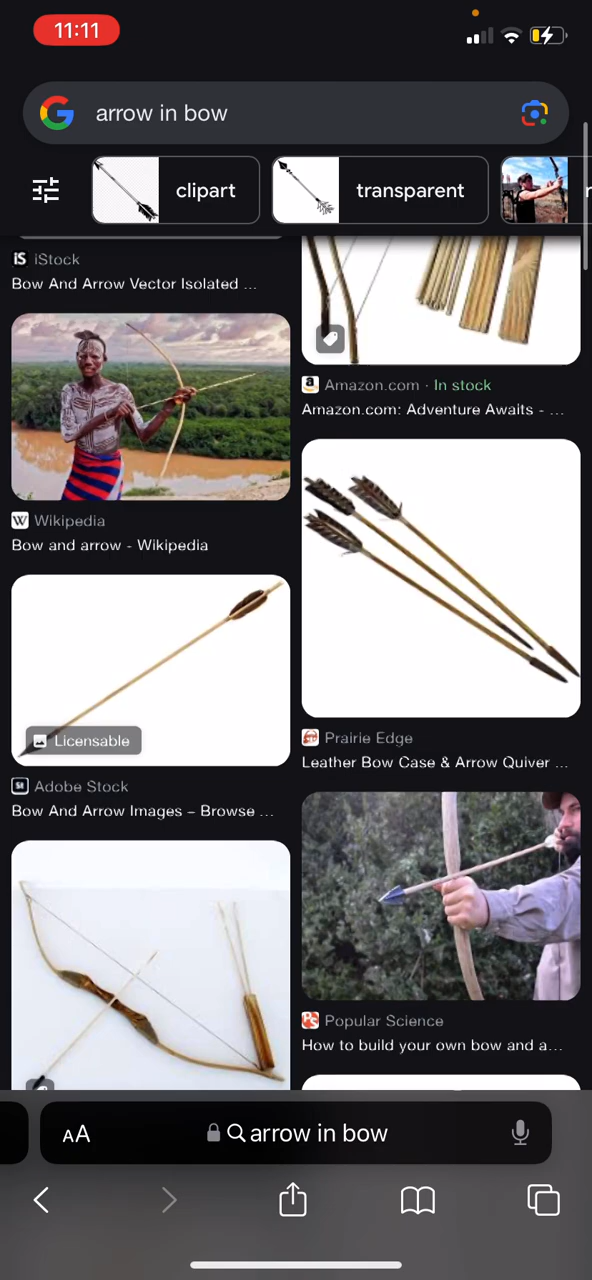 11:11
arrow in bow
clipart
transparent
iStock
Bow And Arrow Vector Isolated ...
Amazon.com · In stock
Amazon.com: Adventure Awaits - ...
Wikipedia
Bow and arrow - Wikipedia
Licensable
Prairie Edge
Leather Bow Case & Arrow Quiver ...
Adobe Stock
Bow And Arrow Images – Browse ...
Popular Science
How to build your own bow and a...
AA
arrow in bow